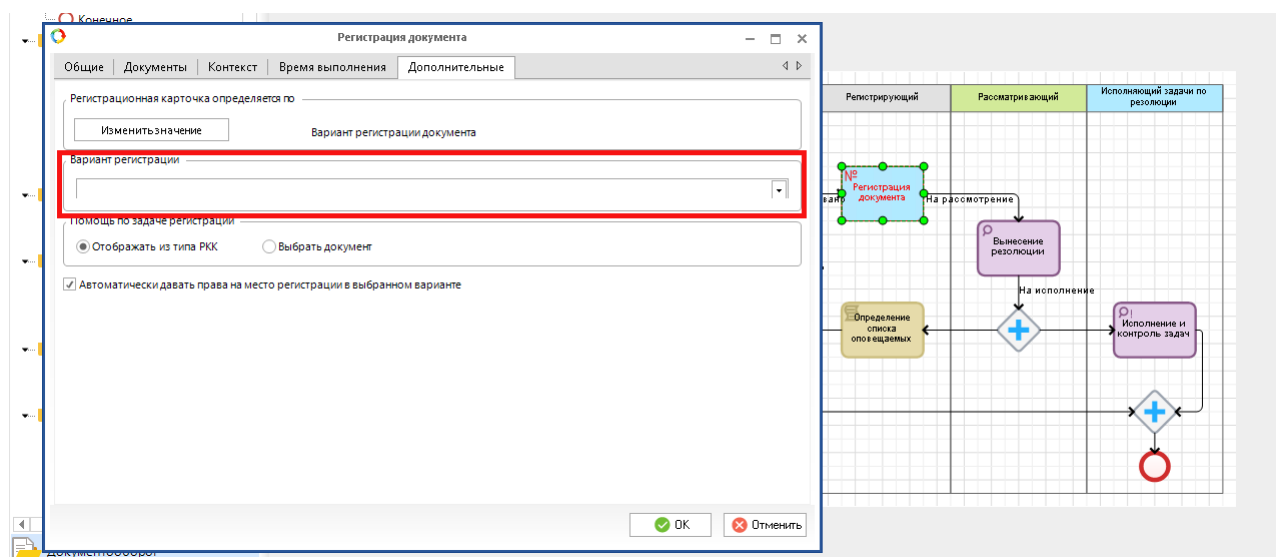 Конечное
Регистрация документа
Общие
Документы
Контекст
Время выполнения
Дополнительные
Регистрационная карточка определяется по
Изменить значение
Вариант регистрации документа
Вариант регистрации
Помощь по задаче регистрации
Отображать из типа РКК
Выбрать документ
Автоматически давать права на место регистрации в выбранном варианте
OK
Отменить
Документооборот
Регистрирующий
Рассматривающий
Исполняющий задачи по
резолюции
№
Регистрация
документа
На рассмотрение
Вынесение
резолюции
На исполнение
Определение
списка
оповещаемых
Исполнение и
контроль задач